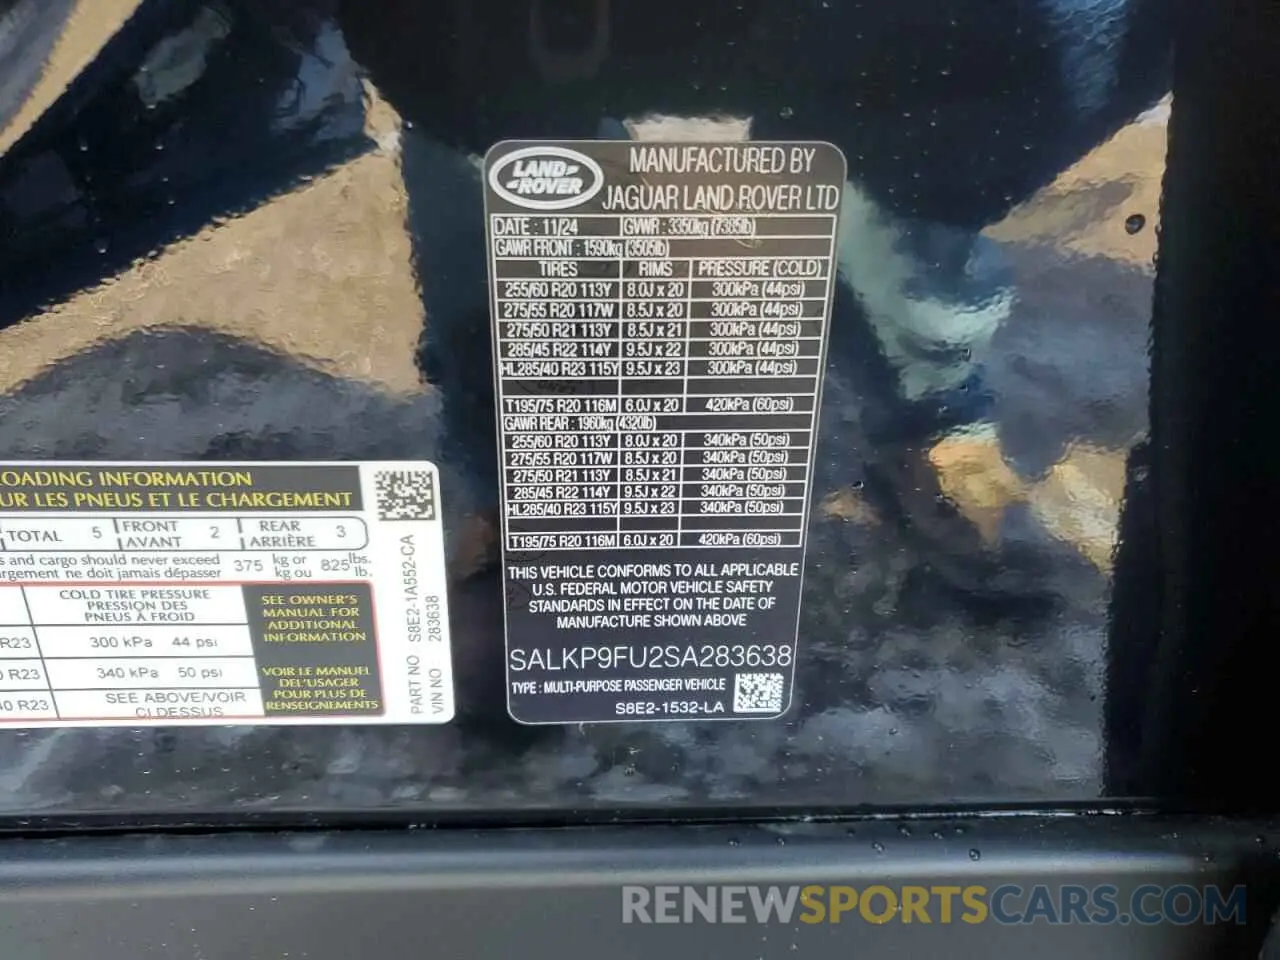 LAND ROVER
MANUFACTURED BY
JAGUAR LAND ROVER LTD
DATE : 11/24 GVWR : 3350kg (7385lb)
GAWR FRONT : 1590kg (3505lb)
TIRES RIMS PRESSURE (COLD)
255/60 R20 113Y 8.0J x 20 300kPa (44psi)
275/55 R20 117W 8.5J x 20 300kPa (44psi)
275/50 R21 113Y 8.5J x 21 300kPa (44psi)
285/45 R22 114Y 9.5J x 22 300kPa (44psi)
HL285/40 R23 115Y 9.5J x 23 300kPa (44psi)
T195/75 R20 116M 6.0J x 20 420kPa (60psi)
GAWR REAR : 1960kg (4320lb)
255/60 R20 113Y 8.0J x 20 340kPa (50psi)
275/55 R20 117W 8.5J x 20 340kPa (50psi)
275/50 R21 113Y 8.5J x 21 340kPa (50psi)
285/45 R22 114Y 9.5J x 22 340kPa (50psi)
HL285/40 R23 115Y 9.5J x 23 340kPa (50psi)
T195/75 R20 116M 6.0J x 20 420kPa (60psi)
THIS VEHICLE CONFORMS TO ALL APPLICABLE
U.S. FEDERAL MOTOR VEHICLE SAFETY
STANDARDS IN EFFECT ON THE DATE OF
MANUFACTURE SHOWN ABOVE
SALKP9FU2SA283638
TYPE : MULTI-PURPOSE PASSENGER VEHICLE
S8E2-1532-LA
LOADING INFORMATION
UR LES PNEUS ET LE CHARGEMENT
TOTAL 5 FRONT AVANT 2 REAR ARRIÈRE 3
s and cargo should never exceed 375 kg or 825 lbs.
rgement ne doit jamais dépasser kg ou lb.
COLD TIRE PRESSURE
PRESSION DES
PNEUS À FROID
R23 300 kPa 44 psi
0 R23 340 kPa 50 psi
40 R23 SEE ABOVE/VOIR
CI DESSUS
SEE OWNER'S
MANUAL FOR
ADDITIONAL
INFORMATION
VOIR LE MANUEL
DEL'USAGER
POUR PLUS DE
RENSEIGNEMENTS
PART NO S8E2-1A552-CA
VIN NO 283638
RENEWSPORTSCARS.COM